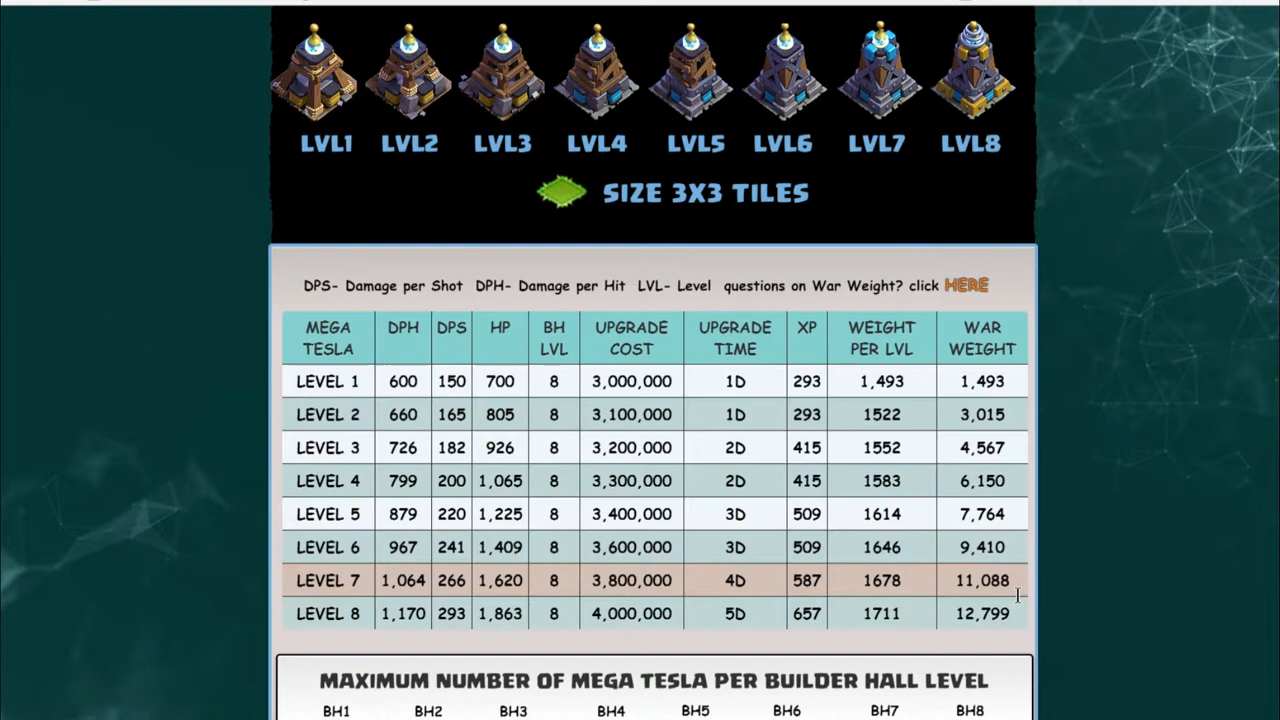 LVL1 LVL2 LVL3 LVL4 LVL5 LVL6 LVL7 LVL8
SIZE 3X3 TILES
DPS- Damage per Shot DPH- Damage per Hit LVL- Level questions on War Weight? click HERE
MEGA TESLA DPH DPS HP BH LVL UPGRADE COST UPGRADE TIME XP WEIGHT PER LVL WAR WEIGHT
LEVEL 1 600 150 700 8 3,000,000 1D 293 1,493 1,493
LEVEL 2 660 165 805 8 3,100,000 1D 293 1522 3,015
LEVEL 3 726 182 926 8 3,200,000 2D 415 1552 4,567
LEVEL 4 799 200 1,065 8 3,300,000 2D 415 1583 6,150
LEVEL 5 879 220 1,225 8 3,400,000 3D 509 1614 7,764
LEVEL 6 967 241 1,409 8 3,600,000 3D 509 1646 9,410
LEVEL 7 1,064 266 1,620 8 3,800,000 4D 587 1678 11,088
LEVEL 8 1,170 293 1,863 8 4,000,000 5D 657 1711 12,799
MAXIMUM NUMBER OF MEGA TESLA PER BUILDER HALL LEVEL
BH1 BH2 BH3 BH4 BH5 BH6 BH7 BH8